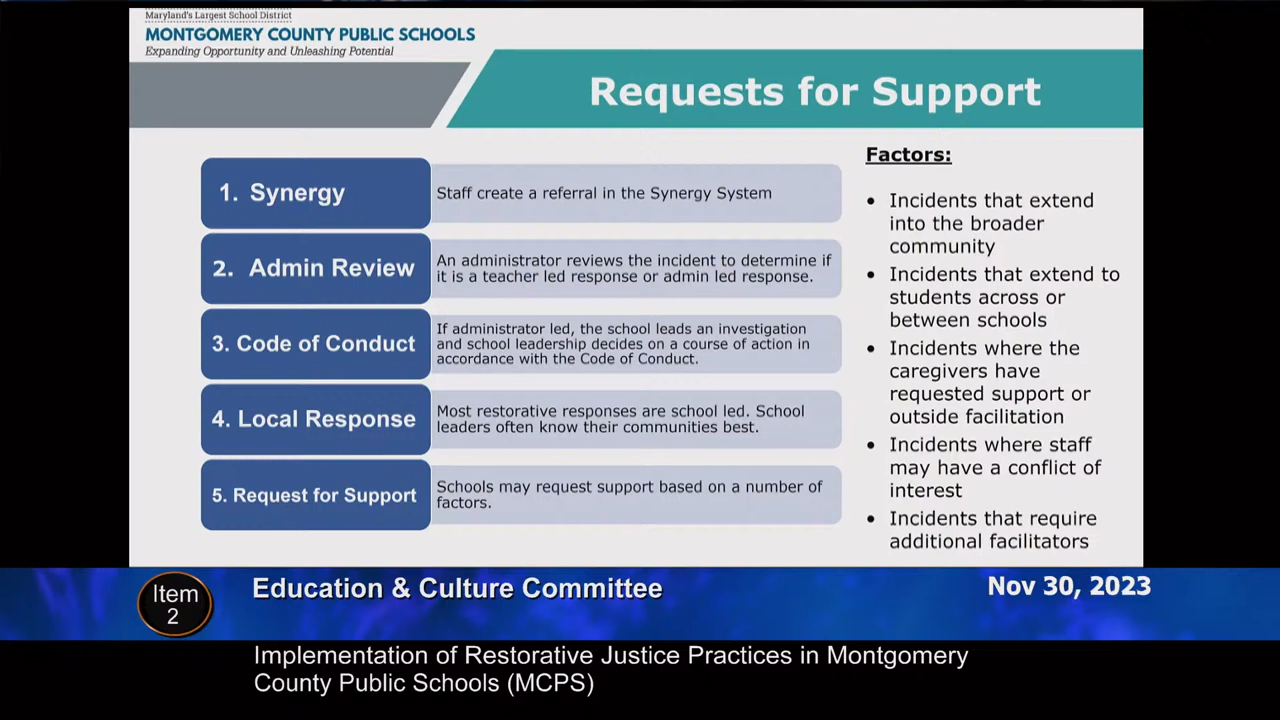 Maryland's Largest School District
MONTGOMERY COUNTY PUBLIC SCHOOLS
Expanding Opportunity and Unleashing Potential
Requests for Support
1. Synergy
Staff create a referral in the Synergy System
2. Admin Review
An administrator reviews the incident to determine if
it is a teacher led response or admin led response.
3. Code of Conduct
If administrator led, the school leads an investigation
and school leadership decides on a course of action in
accordance with the Code of Conduct.
4. Local Response
Most restorative responses are school led. School
leaders often know their communities best.
5. Request for Support
Schools may request support based on a number of
factors.
Factors:
• Incidents that extend
into the broader
community
• Incidents that extend to
students across or
between schools
• Incidents where the
caregivers have
requested support or
outside facilitation
• Incidents where staff
may have a conflict of
interest
• Incidents that require
additional facilitators
Item
2
Education & Culture Committee
Nov 30, 2023
Implementation of Restorative Justice Practices in Montgomery
County Public Schools (MCPS)